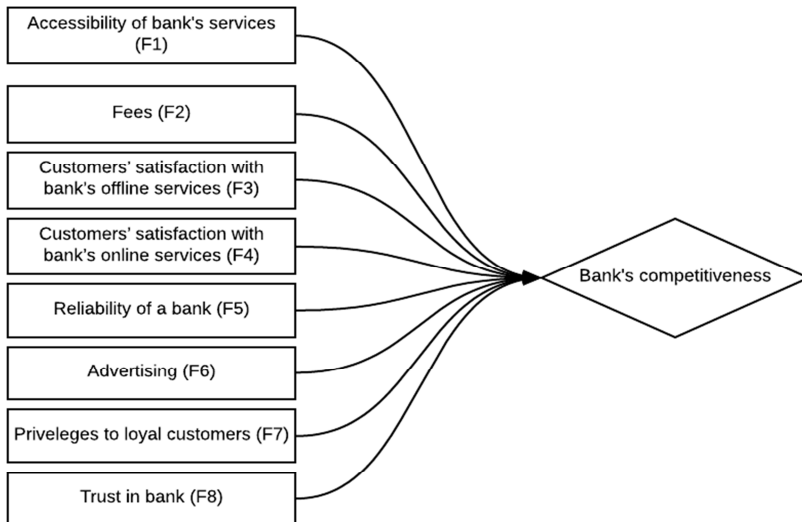 Accessibility of bank's services
(F1)
Fees (F2)
Customers' satisfaction with
bank's offline services (F3)
Customers' satisfaction with
bank's online services (F4)
Reliability of a bank (F5)
Advertising (F6)
Priveleges to loyal customers (F7)
Trust in bank (F8)
Bank's competitiveness